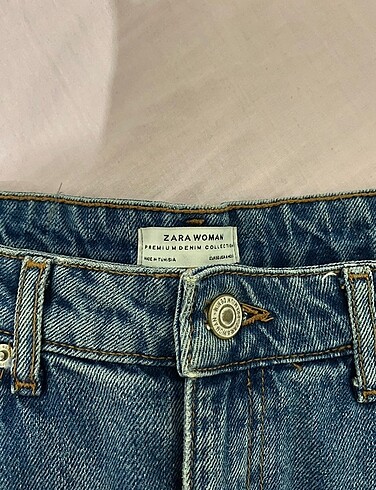 ZARA WOMAN
PREMIUM DENIM COLLECTION
MADE IN TUNISIA